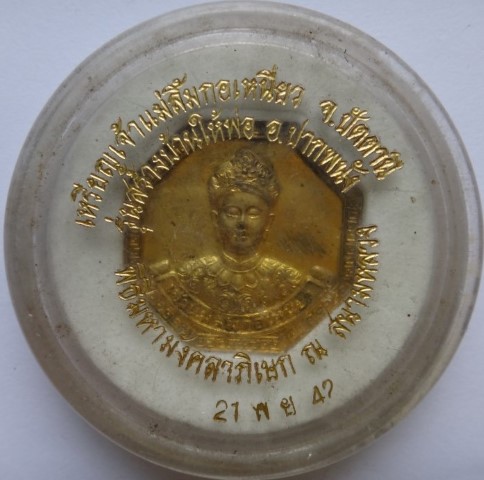 เหรียญเจ้าแม่ลิ้มกอเหนี่ยว จ.ปัตตานี
รุ่นสร้างบ้านให้พ่อ อ.ปากพนัง
พิธีมหามังคลาภิเษก ณ สนามหลวง
21 พ ย 42